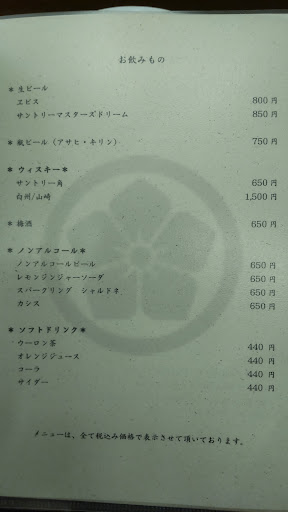 お飲みもの
* 生ビール
ヱビス 800 円
サントリーマスターズドリーム 850 円
* 瓶ビール（アサヒ・キリン） 750 円
* ウィスキー*
サントリー角 650 円
白州/山崎 1,500 円
* 梅酒 650 円
* ノンアルコール*
ノンアルコールビール 650 円
レモンジンジャーソーダ 650 円
スパークリング シャルドネ 650 円
カシス 650 円
* ソフトドリンク*
ウーロン茶 440 円
オレンジジュース 440 円
コーラ 440 円
サイダー 440 円
メニューは、全て税込み価格で表示させて頂いております。